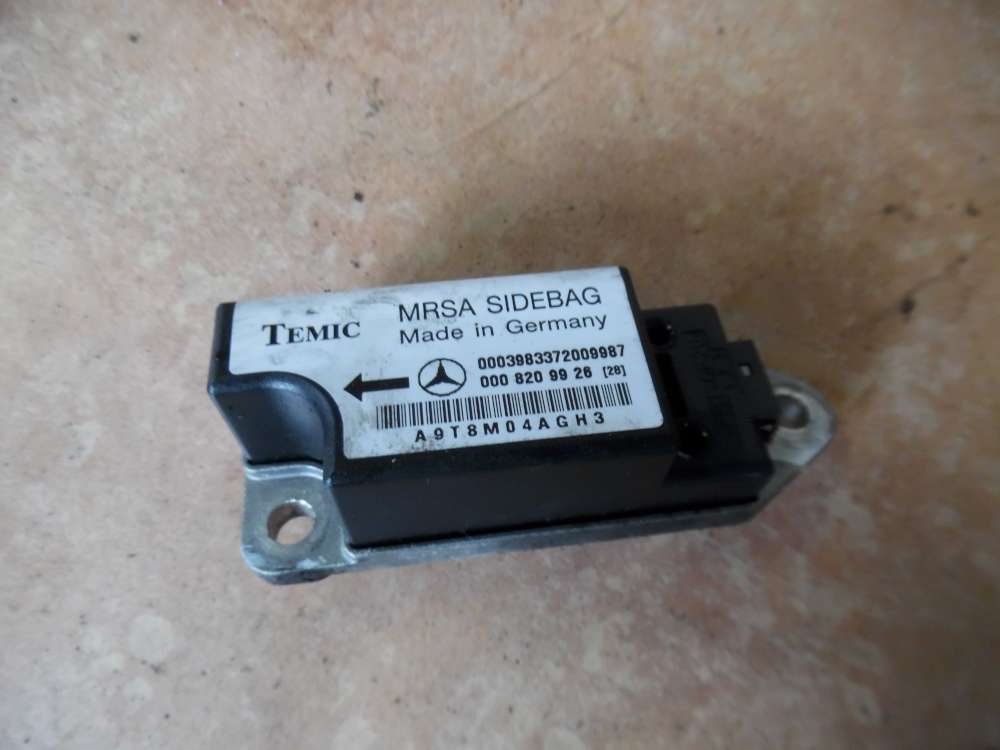 TEMIC
MRSA SIDEBAG
Made in Germany
0003983372009987
000 820 99 26 [28]
A9T8M04AGH3